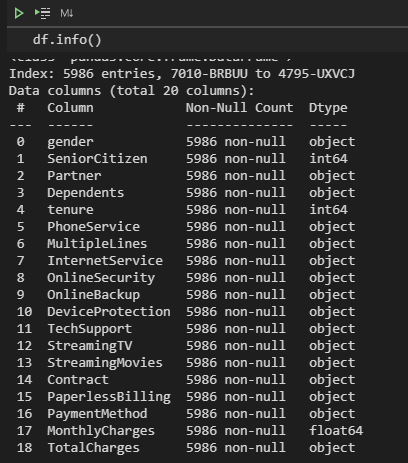 M↓
df.info()
<class 'pandas.core.frame.DataFrame'>
Index: 5986 entries, 7010-BRBUU to 4795-UXVCJ
Data columns (total 20 columns):
 #   Column            Non-Null Count  Dtype
---  ------            --------------  -----
 0   gender            5986 non-null   object
 1   SeniorCitizen     5986 non-null   int64
 2   Partner           5986 non-null   object
 3   Dependents        5986 non-null   object
 4   tenure            5986 non-null   int64
 5   PhoneService      5986 non-null   object
 6   MultipleLines     5986 non-null   object
 7   InternetService   5986 non-null   object
 8   OnlineSecurity    5986 non-null   object
 9   OnlineBackup      5986 non-null   object
 10  DeviceProtection  5986 non-null   object
 11  TechSupport       5986 non-null   object
 12  StreamingTV       5986 non-null   object
 13  StreamingMovies   5986 non-null   object
 14  Contract          5986 non-null   object
 15  PaperlessBilling  5986 non-null   object
 16  PaymentMethod     5986 non-null   object
 17  MonthlyCharges    5986 non-null   float64
 18  TotalCharges      5986 non-null   object